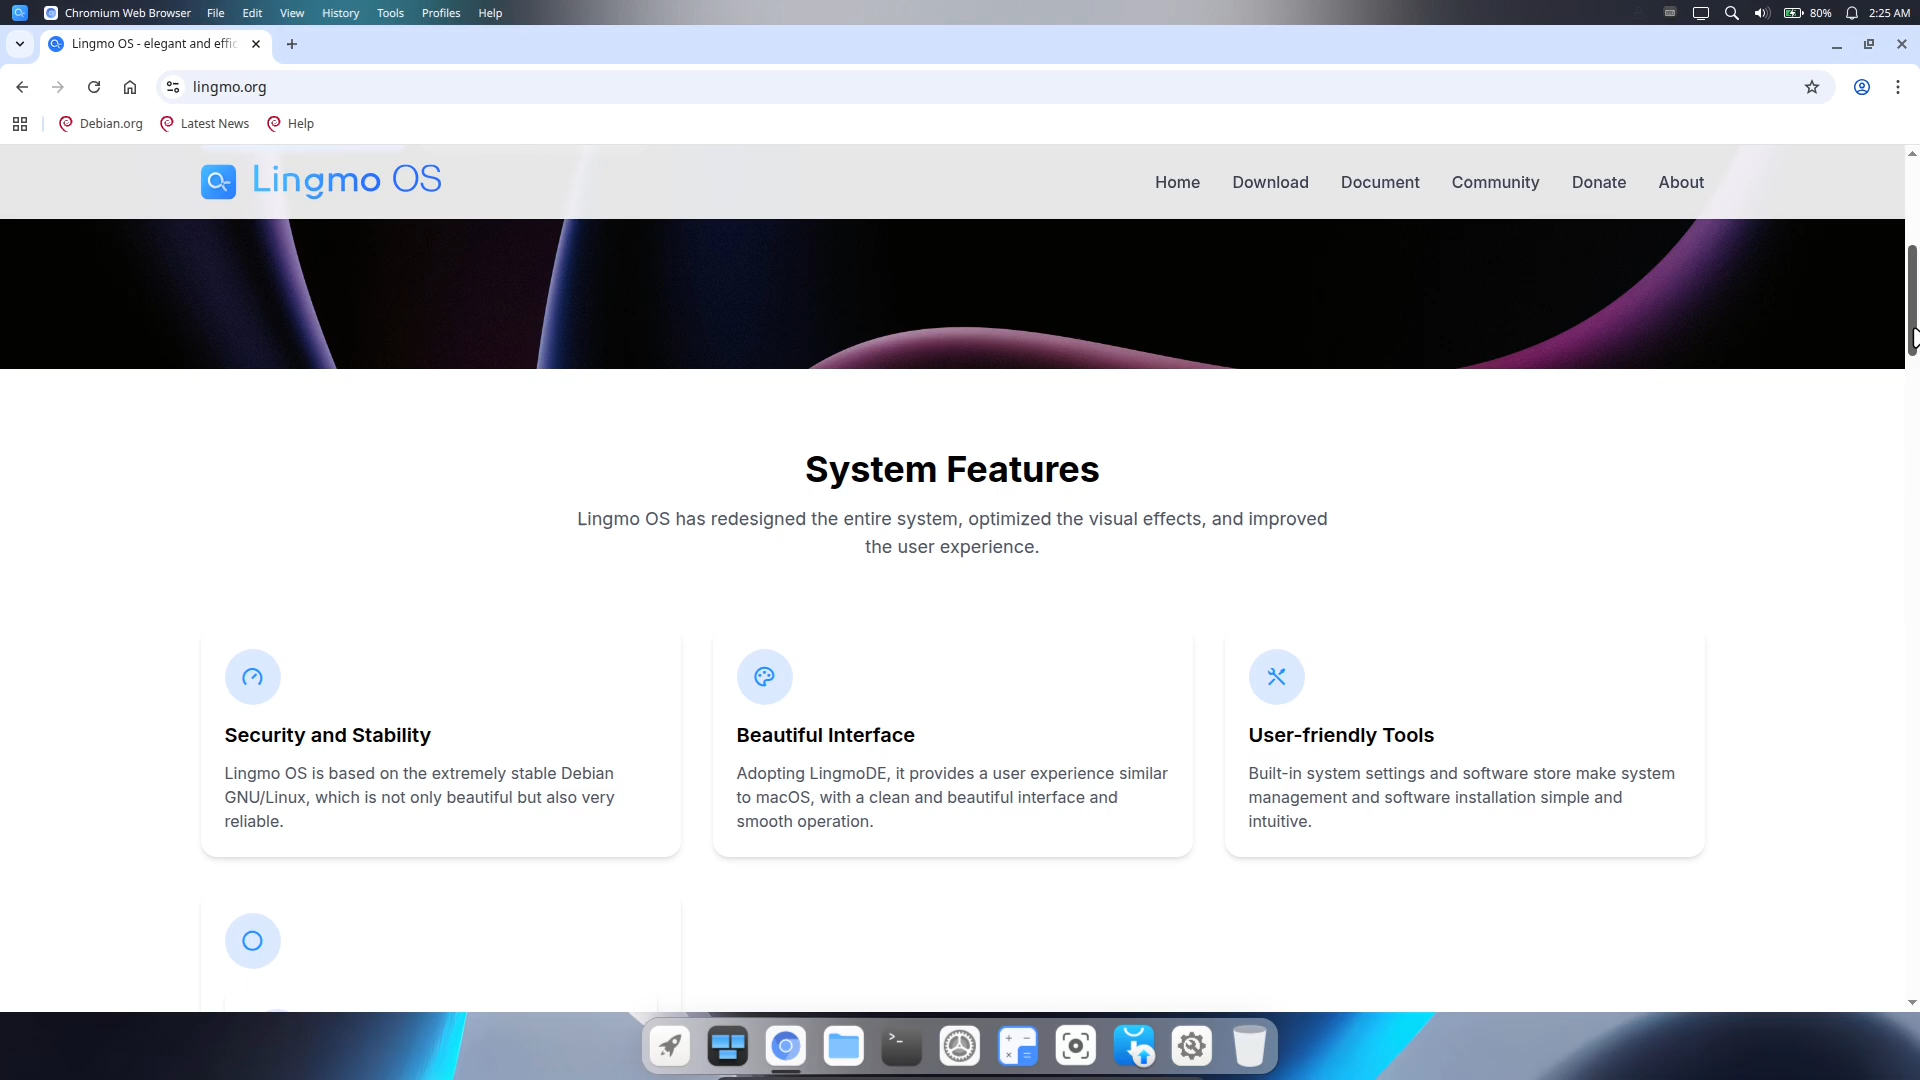 Chromium Web Browser File Edit View History Tools Profiles Help 80% 2:25 AM
Lingmo OS - elegant and effic
lingmo.org
Debian.org Latest News Help
Lingmo OS Home Download Document Community Donate About
System Features
Lingmo OS has redesigned the entire system, optimized the visual effects, and improved
the user experience.
Security and Stability
Lingmo OS is based on the extremely stable Debian
GNU/Linux, which is not only beautiful but also very
reliable.
Beautiful Interface
Adopting LingmoDE, it provides a user experience similar
to macOS, with a clean and beautiful interface and
smooth operation.
User-friendly Tools
Built-in system settings and software store make system
management and software installation simple and
intuitive.